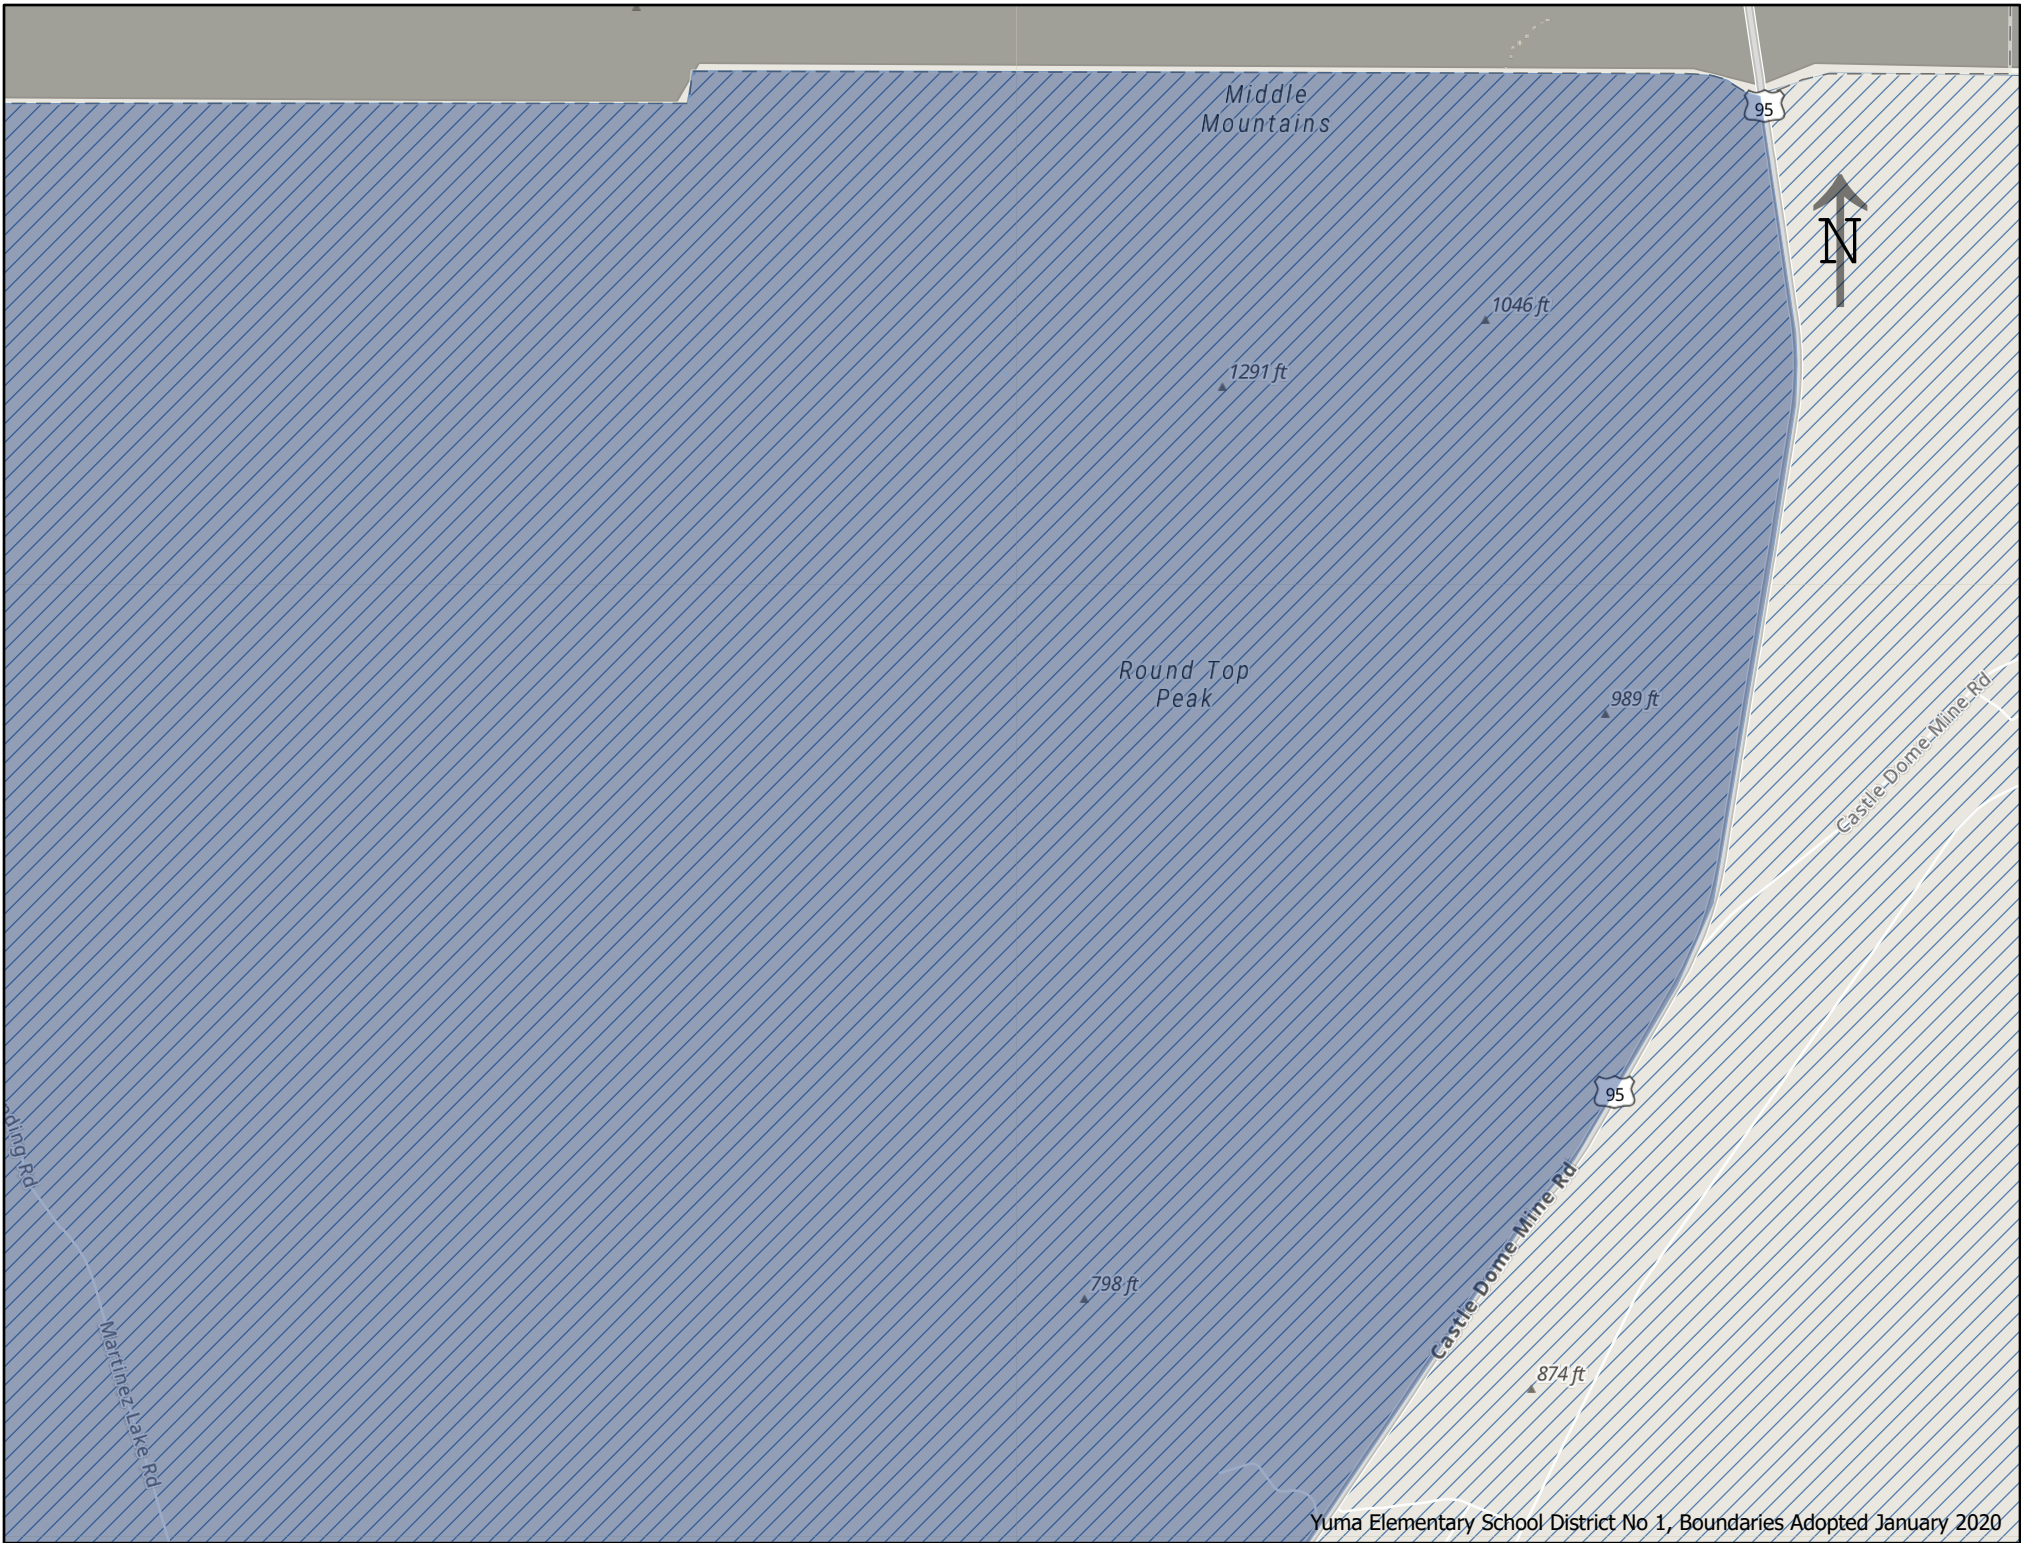 Middle
Mountains
95
N
1046 ft
1291 ft
Round Top
Peak
989 ft
Castle Dome Mine Rd
95
Rd
Castle Dome Mine Rd
798 ft
Martinez Lake Rd
874 ft
Yuma Elementary School District No 1, Boundaries Adopted January 2020